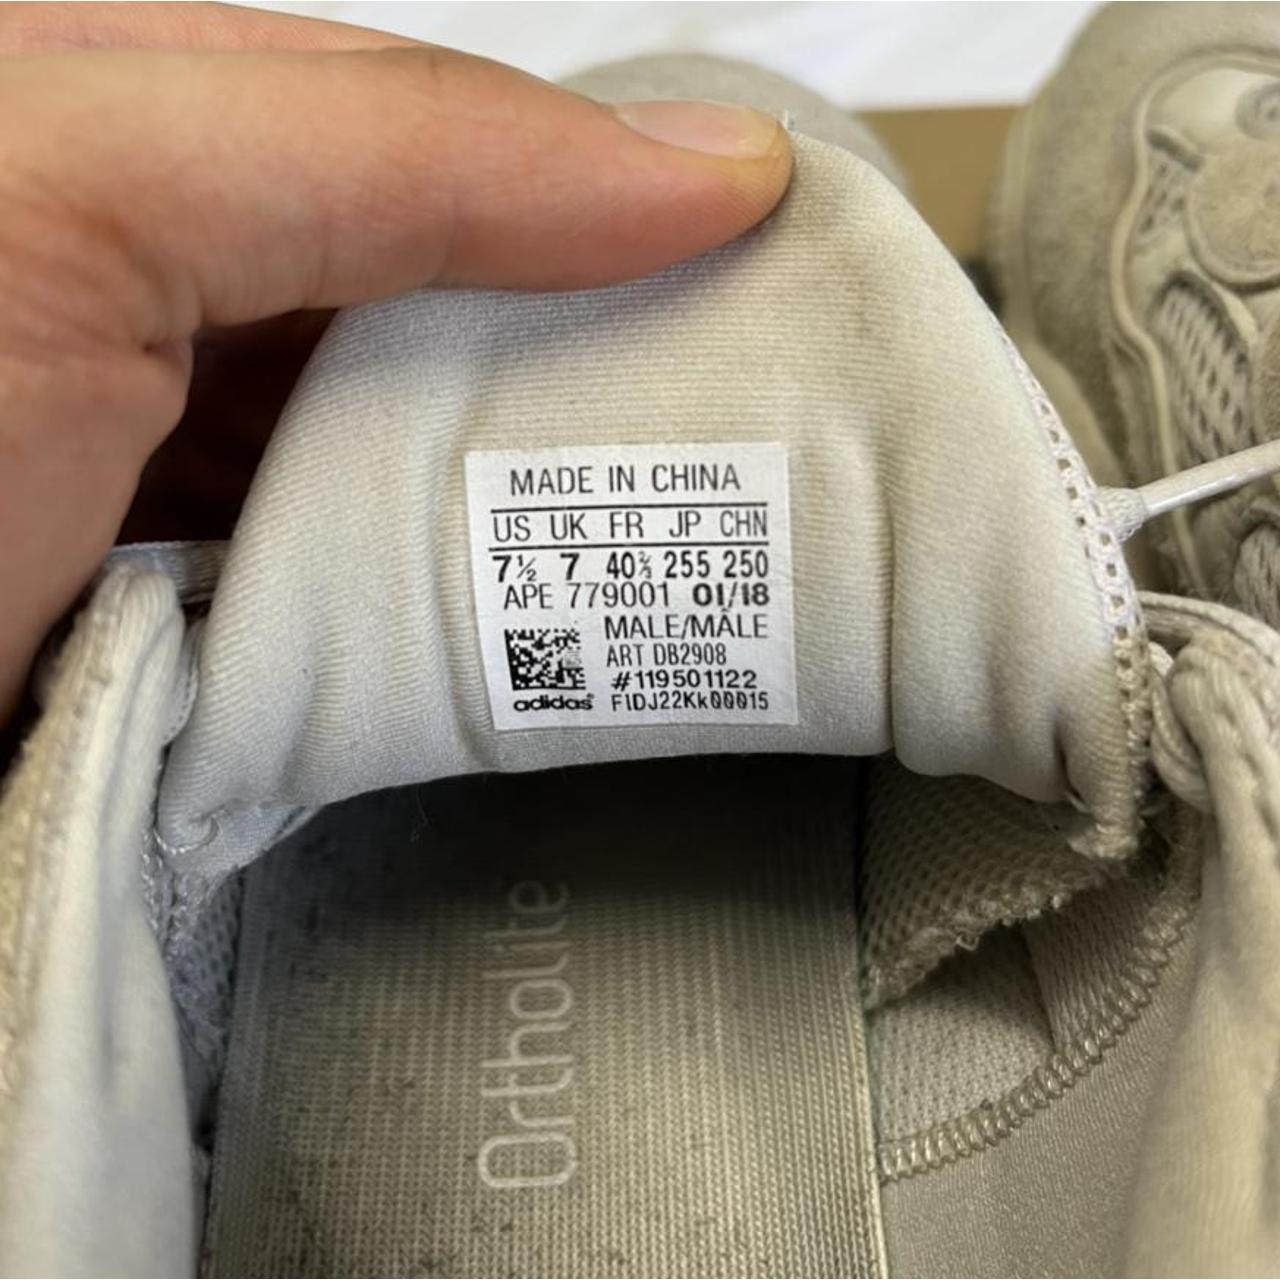 MADE IN CHINA
US UK FR JP CHN
7½ 7 40⅔ 255 250
APE 779001 01/18
MALE/MÂLE
ART DB2908
#119501122
adidas® F1DJ22Kk00015
Ortholite